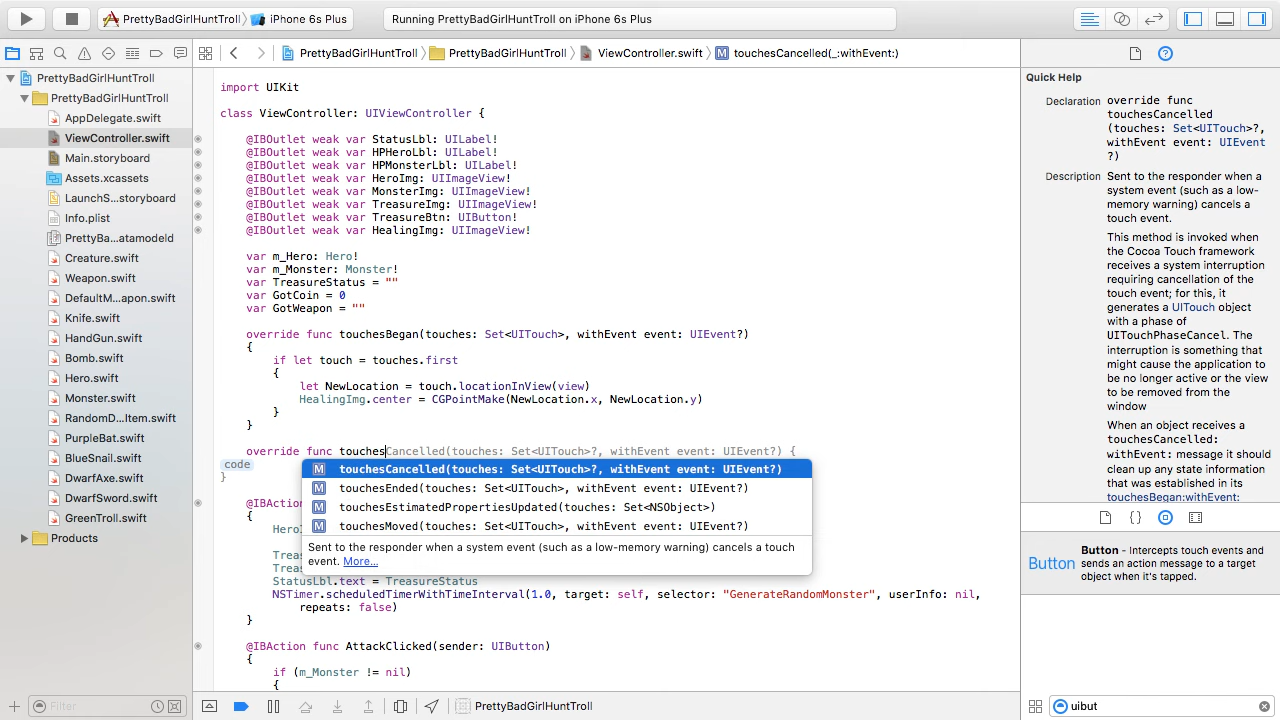 PrettyBadGirlHuntTroll iPhone 6s Plus
Running PrettyBadGirlHuntTroll on iPhone 6s Plus
PrettyBadGirlHuntTroll
PrettyBadGirlHuntTroll
AppDelegate.swift
ViewController.swift
Main.storyboard
Assets.xcassets
LaunchS...storyboard
Info.plist
PrettyBa...atamodeld
Creature.swift
Weapon.swift
DefaultM...apon.swift
Knife.swift
HandGun.swift
Bomb.swift
Hero.swift
Monster.swift
RandomD...Item.swift
PurpleBat.swift
BlueSnail.swift
DwarfAxe.swift
DwarfSword.swift
GreenTroll.swift
Products
Filter
PrettyBadGirlHuntTroll PrettyBadGirlHuntTroll ViewController.swift M touchesCancelled(_:withEvent:)
import UIKit
class ViewController: UIViewController {
@IBOutlet weak var StatusLbl: UILabel!
@IBOutlet weak var HPHeroLbl: UILabel!
@IBOutlet weak var HPMonsterLbl: UILabel!
@IBOutlet weak var HeroImg: UIImageView!
@IBOutlet weak var MonsterImg: UIImageView!
@IBOutlet weak var TreasureImg: UIImageView!
@IBOutlet weak var TreasureBtn: UIButton!
@IBOutlet weak var HealingImg: UIImageView!
var m_Hero: Hero!
var m_Monster: Monster!
var TreasureStatus = ""
var GotCoin = 0
var GotWeapon = ""
override func touchesBegan(touches: Set<UITouch>, withEvent event: UIEvent?)
{
if let touch = touches.first
{
let NewLocation = touch.locationInView(view)
HealingImg.center = CGPointMake(NewLocation.x, NewLocation.y)
}
}
override func touchesCancelled(touches: Set<UITouch>?, withEvent event: UIEvent?) {
code
}
M touchesCancelled(touches: Set<UITouch>?, withEvent event: UIEvent?)
M touchesEnded(touches: Set<UITouch>, withEvent event: UIEvent?)
M touchesEstimatedPropertiesUpdated(touches: Set<NSObject>)
M touchesMoved(touches: Set<UITouch>, withEvent event: UIEvent?)
Sent to the responder when a system event (such as a low-memory warning) cancels a touch
event. More...
@IBAc
{
Hero
Trea
Trea
StatusLbl.text = TreasureStatus
NSTimer.scheduledTimerWithTimeInterval(1.0, target: self, selector: "GenerateRandomMonster", userInfo: nil,
repeats: false)
}
@IBAction func AttackClicked(sender: UIButton)
{
if (m_Monster != nil)
{
PrettyBadGirlHuntTroll
Quick Help
Declaration override func
touchesCancelled
(touches: Set<UITouch>?,
withEvent event: UIEvent
?)
Description Sent to the responder when a
system event (such as a low-
memory warning) cancels a
touch event.
This method is invoked when
the Cocoa Touch framework
receives a system interruption
requiring cancellation of the
touch event; for this, it
generates a UITouch object
with a phase of
UITouchPhaseCancel. The
interruption is something that
might cause the application to
be no longer active or the view
to be removed from the
window
When an object receives a
touchesCancelled:
withEvent: message it should
clean up any state information
that was established in its
touchesBegan:withEvent:
Button Button - Intercepts touch events and
sends an action message to a target
object when it's tapped.
uibut